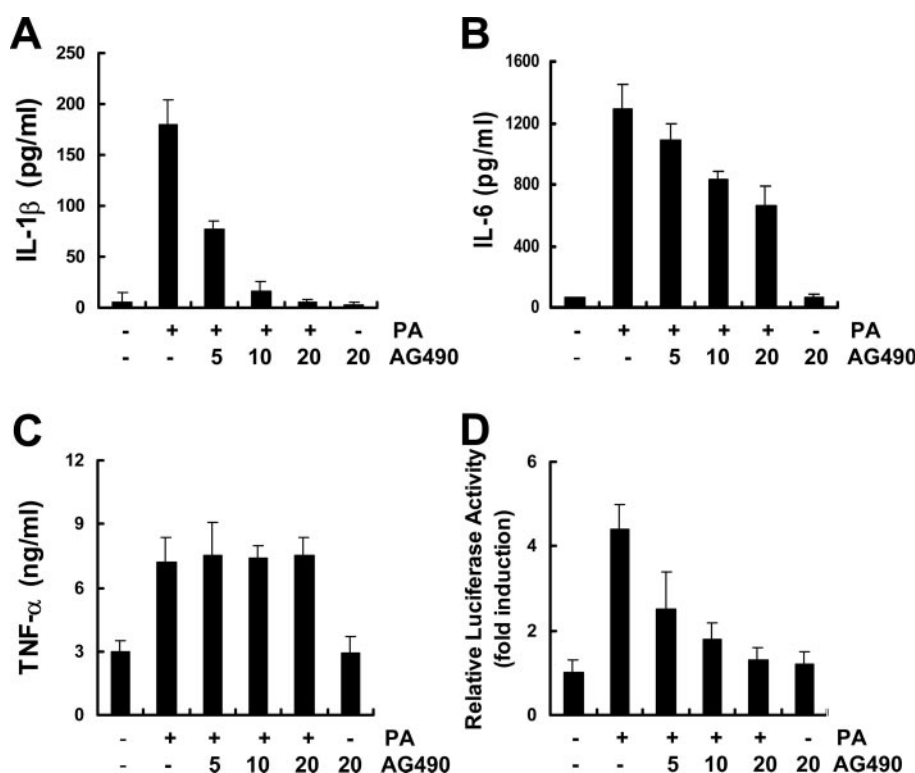 A
IL-1β (pg/ml)
250
200
150
100
50
0
- + + + + - PA
- - 5 10 20 20 AG490
B
IL-6 (pg/ml)
1600
1200
800
400
0
- + + + + - PA
- - 5 10 20 20 AG490
C
TNF-α (ng/ml)
12
9
6
3
0
- + + + + - PA
- - 5 10 20 20 AG490
D
Relative Luciferase Activity
(fold induction)
6
4
2
0
- + + + + - PA
- - 5 10 20 20 AG490